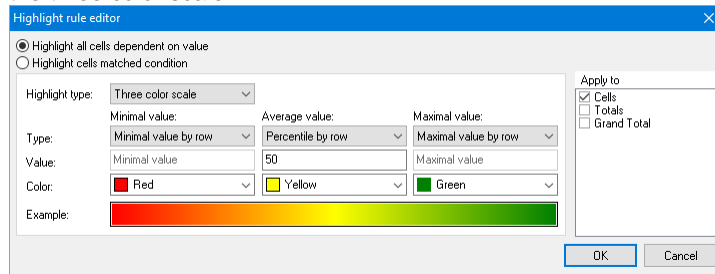 Highlight rule editor
Highlight all cells dependent on value
Highlight cells matched condition
Highlight type: Three color scale
Minimal value: Average value: Maximal value:
Type: Minimal value by row Percentile by row Maximal value by row
Value: Minimal value 50 Maximal value
Color: Red Yellow Green
Example:
Apply to
Cells
Totals
Grand Total
OK Cancel